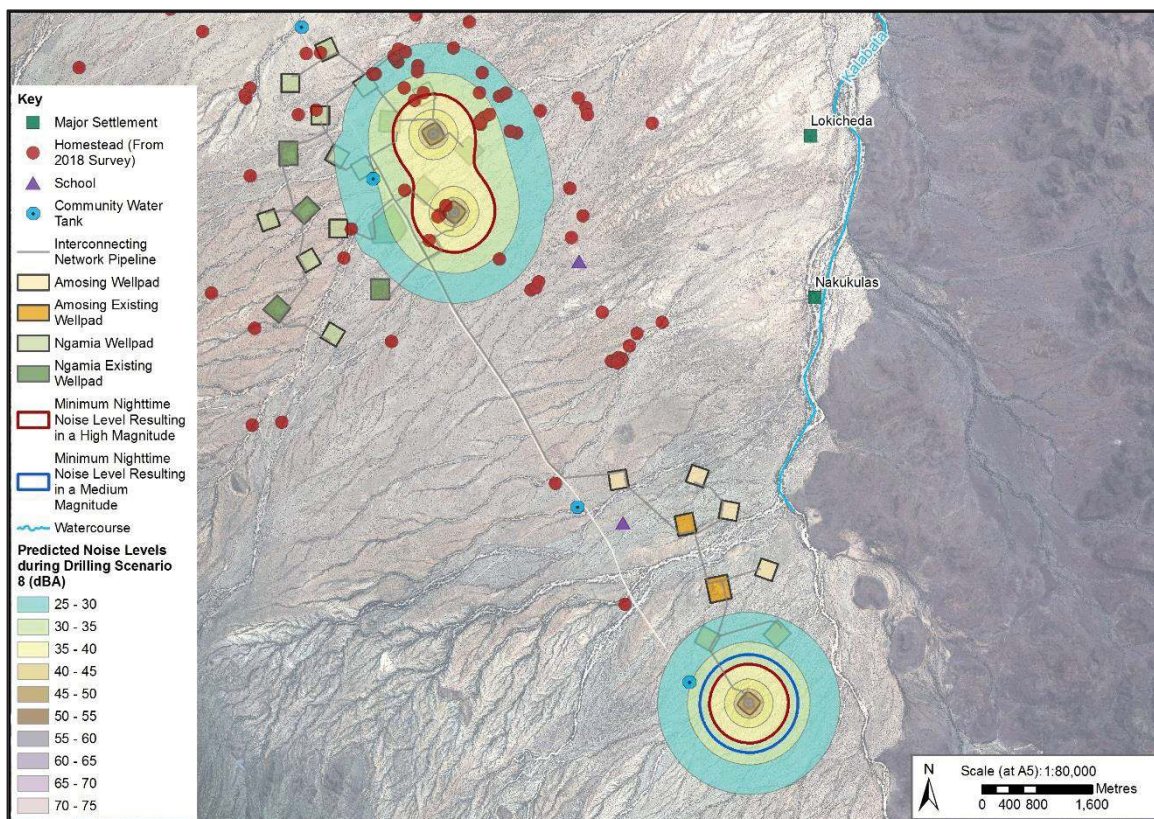 Kalabata
Lokicheda
Nakukulas
Key
Major Settlement
Homestead (From
2018 Survey)
School
Community Water
Tank
Interconnecting
Network Pipeline
Amosing Wellpad
Amosing Existing
Wellpad
Ngamia Wellpad
Ngamia Existing
Wellpad
Minimum Nighttime
Noise Level Resulting
in a High Magnitude
Minimum Nighttime
Noise Level Resulting
in a Medium
Magnitude
Watercourse
Predicted Noise Levels
during Drilling Scenario
8 (dBA)
25 - 30
30 - 35
35 - 40
40 - 45
45 - 50
50 - 55
55 - 60
60 - 65
65 - 70
70 - 75
N
Scale (at A5): 1:80,000
Metres
0 400 800 1,600